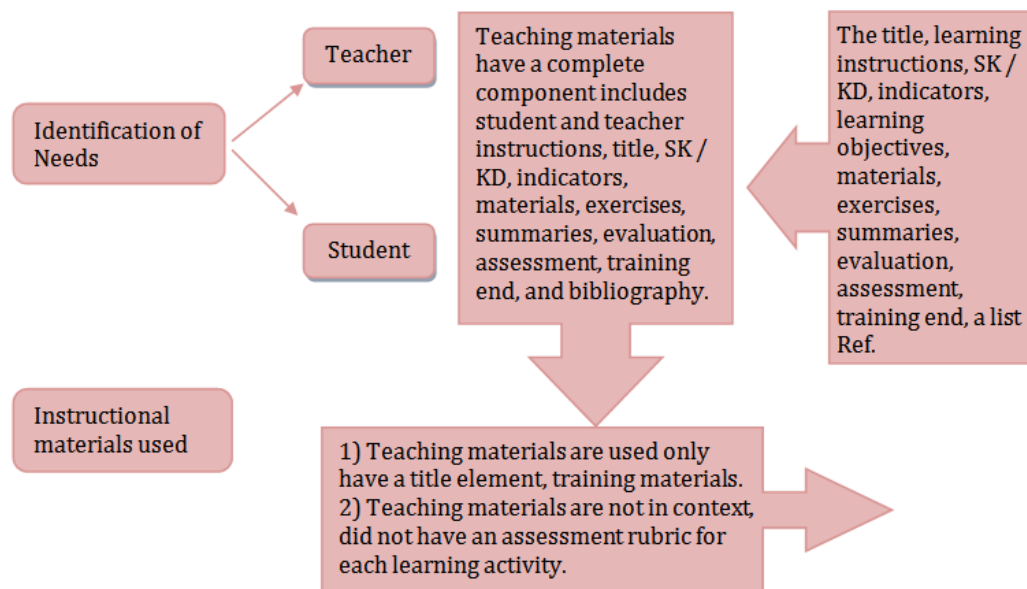 Identification of
Needs
Teacher
Student
Teaching materials
have a complete
component includes
student and teacher
instructions, title, SK /
KD, indicators,
materials, exercises,
summaries, evaluation,
assessment, training
end, and bibliography.
The title, learning
instructions, SK /
KD, indicators,
learning
objectives,
materials,
exercises,
summaries,
evaluation,
assessment,
training end, a list
Ref.
Instructional
materials used
1) Teaching materials are used only
have a title element, training materials.
2) Teaching materials are not in context,
did not have an assessment rubric for
each learning activity.